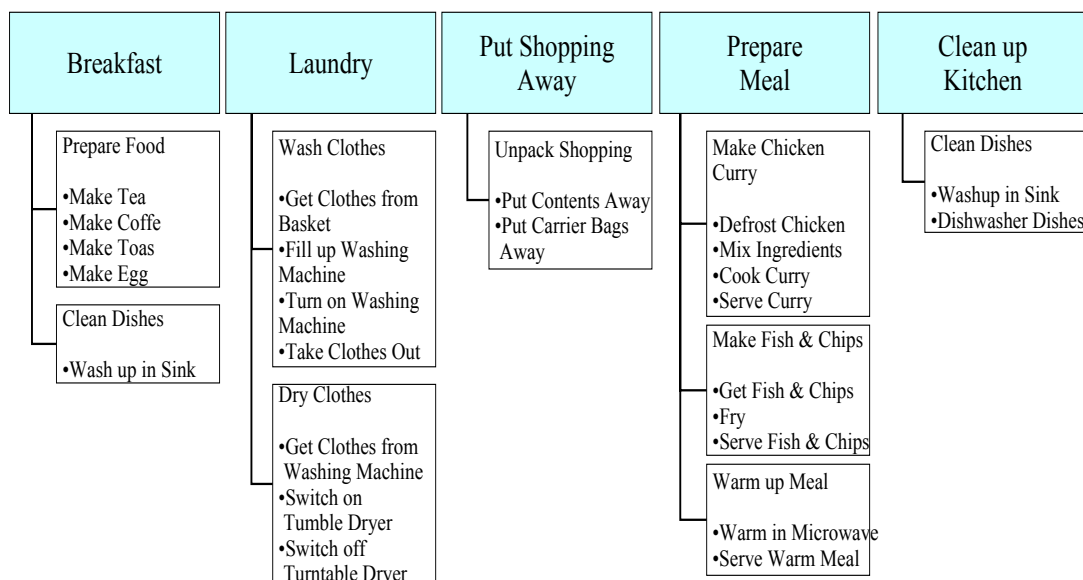 Breakfast
Prepare Food
•Make Tea
•Make Coffe
•Make Toas
•Make Egg
Clean Dishes
•Wash up in Sink
Laundry
Wash Clothes
•Get Clothes from
Basket
•Fill up Washing
Machine
•Turn on Washing
Machine
•Take Clothes Out
Dry Clothes
•Get Clothes from
Washing Machine
•Switch on
Tumble Dryer
•Switch off
Turntable Dryer
Put Shopping
Away
Unpack Shopping
•Put Contents Away
•Put Carrier Bags
Away
Prepare
Meal
Make Chicken
Curry
•Defrost Chicken
•Mix Ingredients
•Cook Curry
•Serve Curry
Make Fish & Chips
•Get Fish & Chips
•Fry
•Serve Fish & Chips
Warm up Meal
•Warm in Microwave
•Serve Warm Meal
Clean up
Kitchen
Clean Dishes
•Washup in Sink
•Dishwasher Dishes